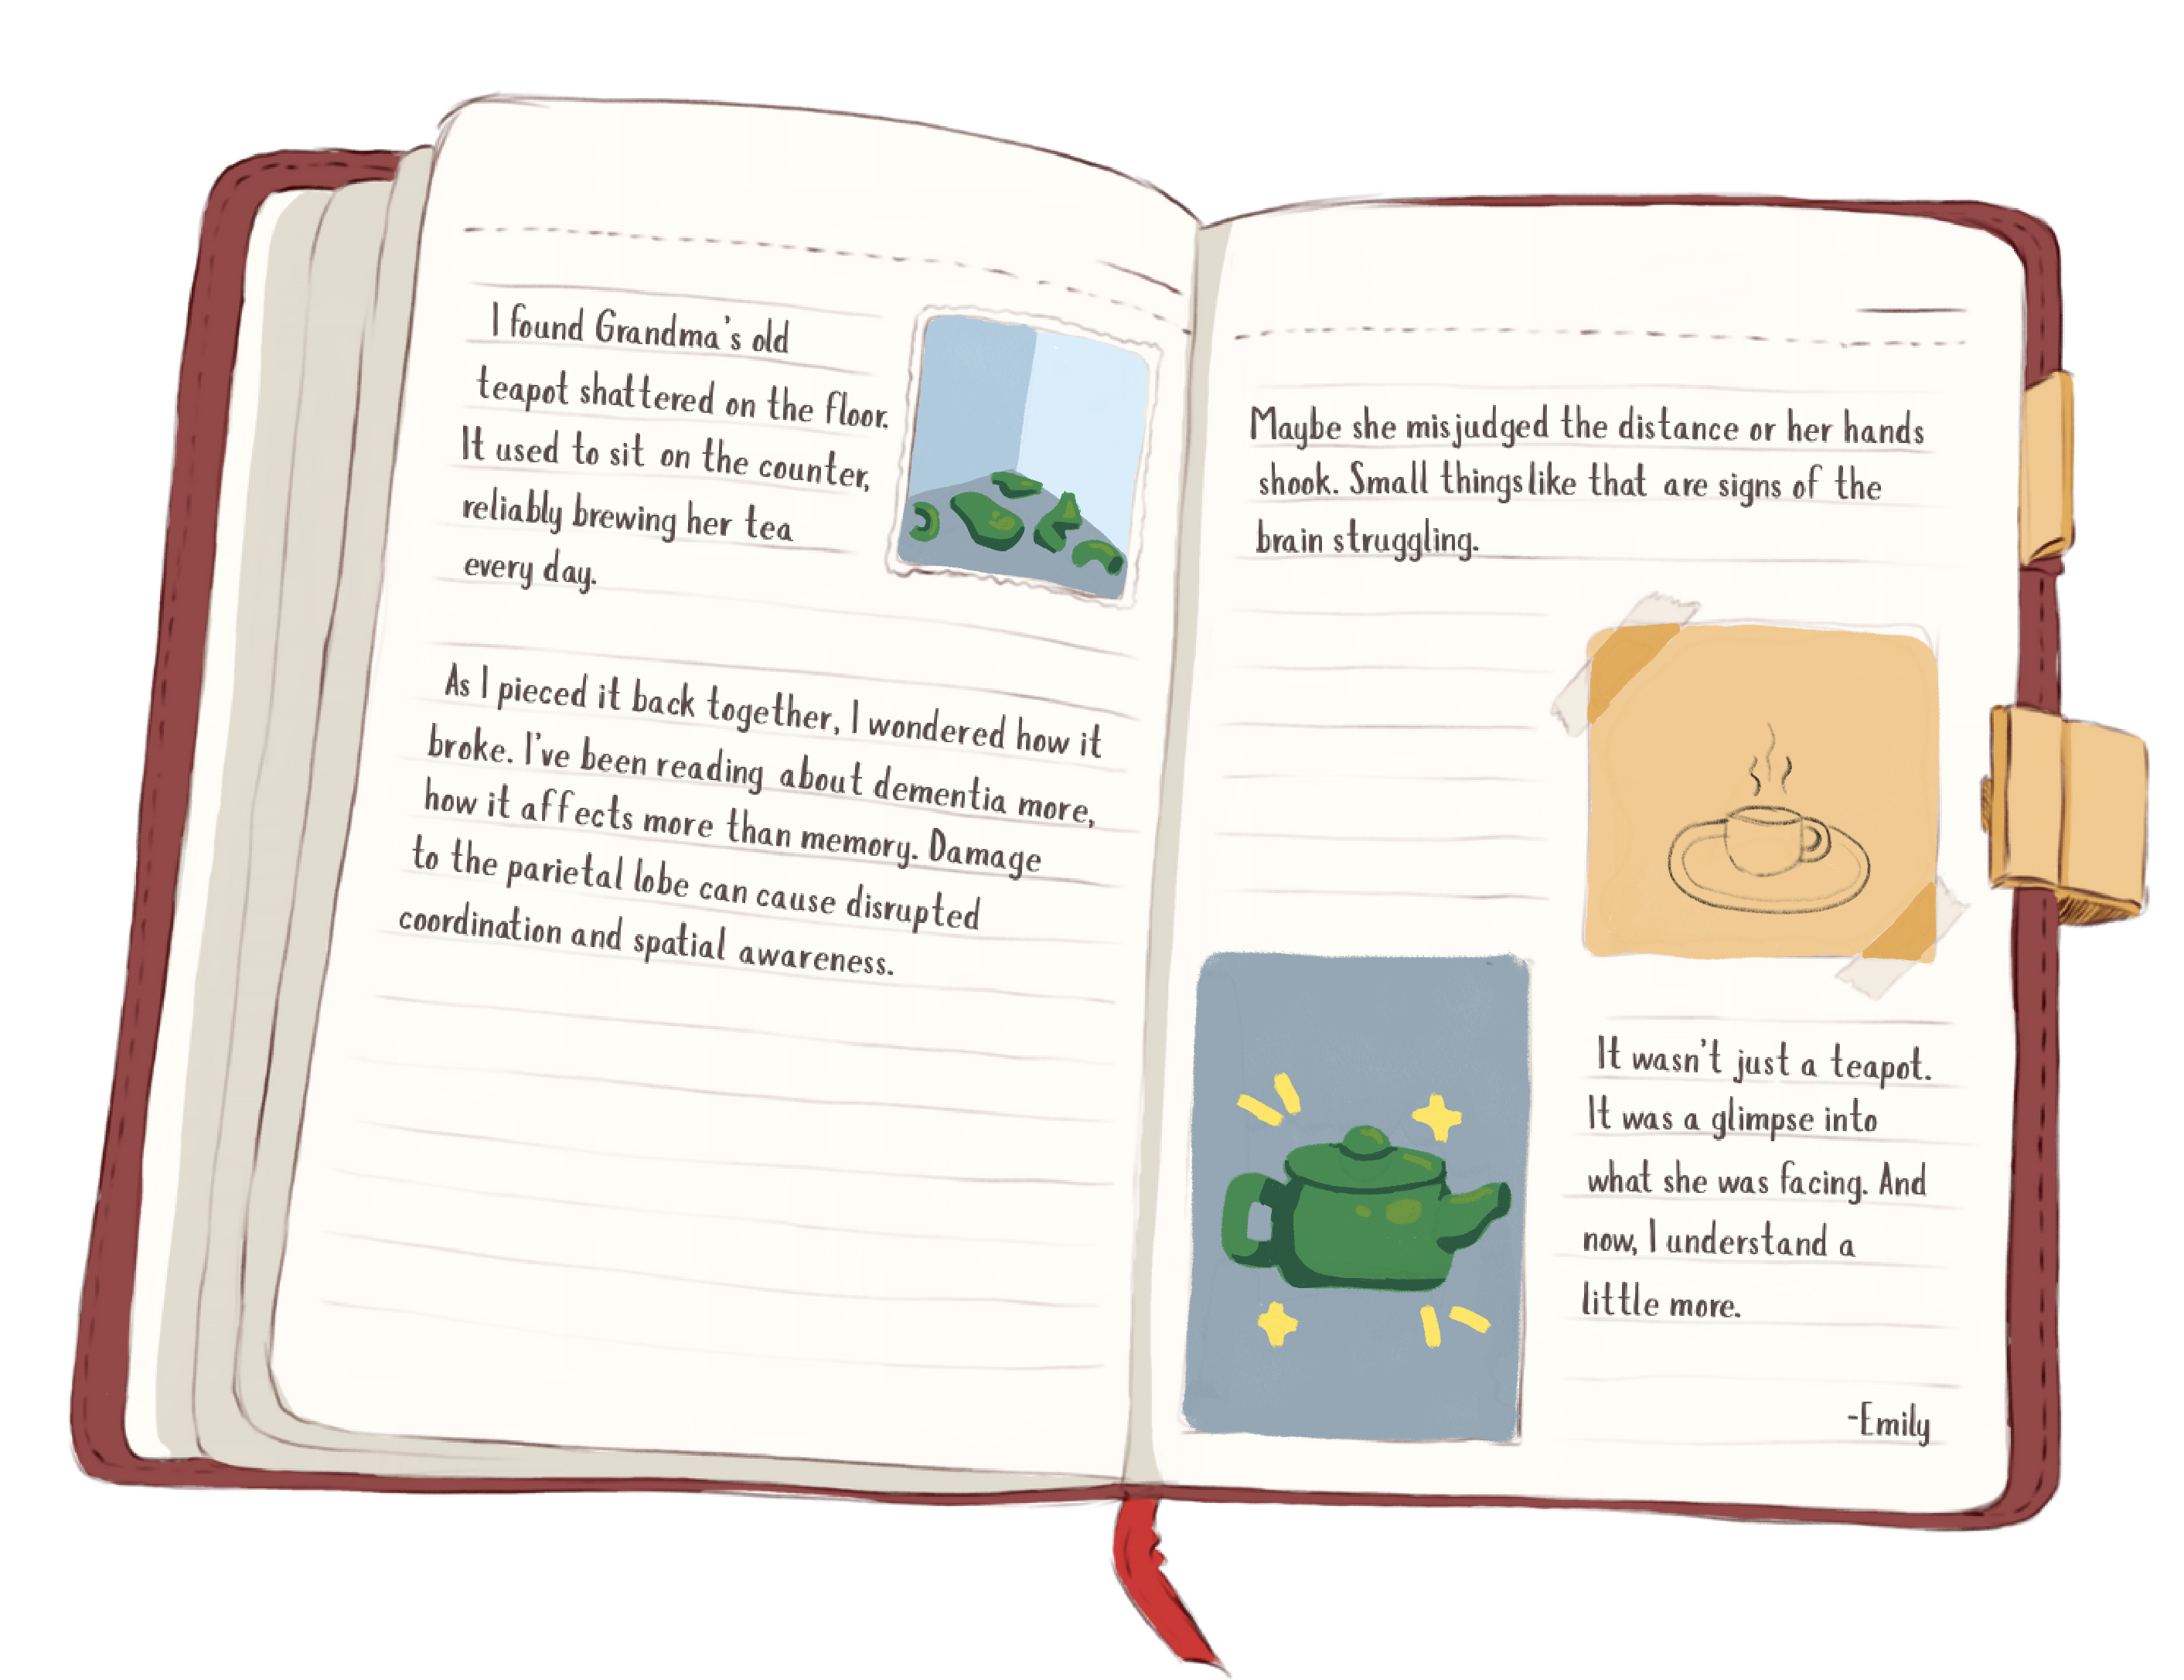 I found Grandma's old
teapot shattered on the floor.
It used to sit on the counter,
reliably brewing her tea
every day.
As I pieced it back together, I wondered how it
broke. I've been reading about dementia more,
how it affects more than memory. Damage
to the parietal lobe can cause disrupted
coordination and spatial awareness.
Maybe she misjudged the distance or her hands
shook. Small things like that are signs of the
brain struggling.
It wasn't just a teapot.
It was a glimpse into
what she was facing. And
now, I understand a
little more.
-Emily